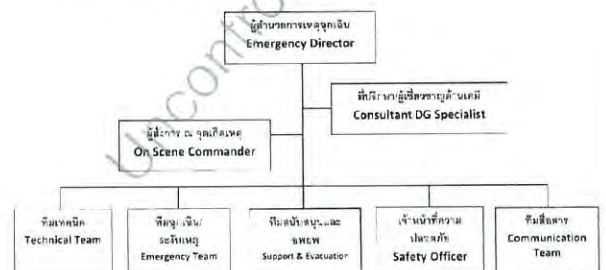 ผู้อำนวยการเหตุฉุกเฉิน
Emergency Director
ที่ปรึกษา/ผู้เชี่ยวชาญด้านเคมี
Consultant DG Specialist
ผู้สั่งการ ณ จุดเกิดเหตุ
On Scene Commander
ทีมเทคนิค
Technical Team
ทีมฉุกเฉิน/
ระงับเหตุ
Emergency Team
ทีมสนับสนุนและ
อพยพ
Support & Evacuation
เจ้าหน้าที่ความ
ปลอดภัย
Safety Officer
ทีมสื่อสาร
Communication
Team